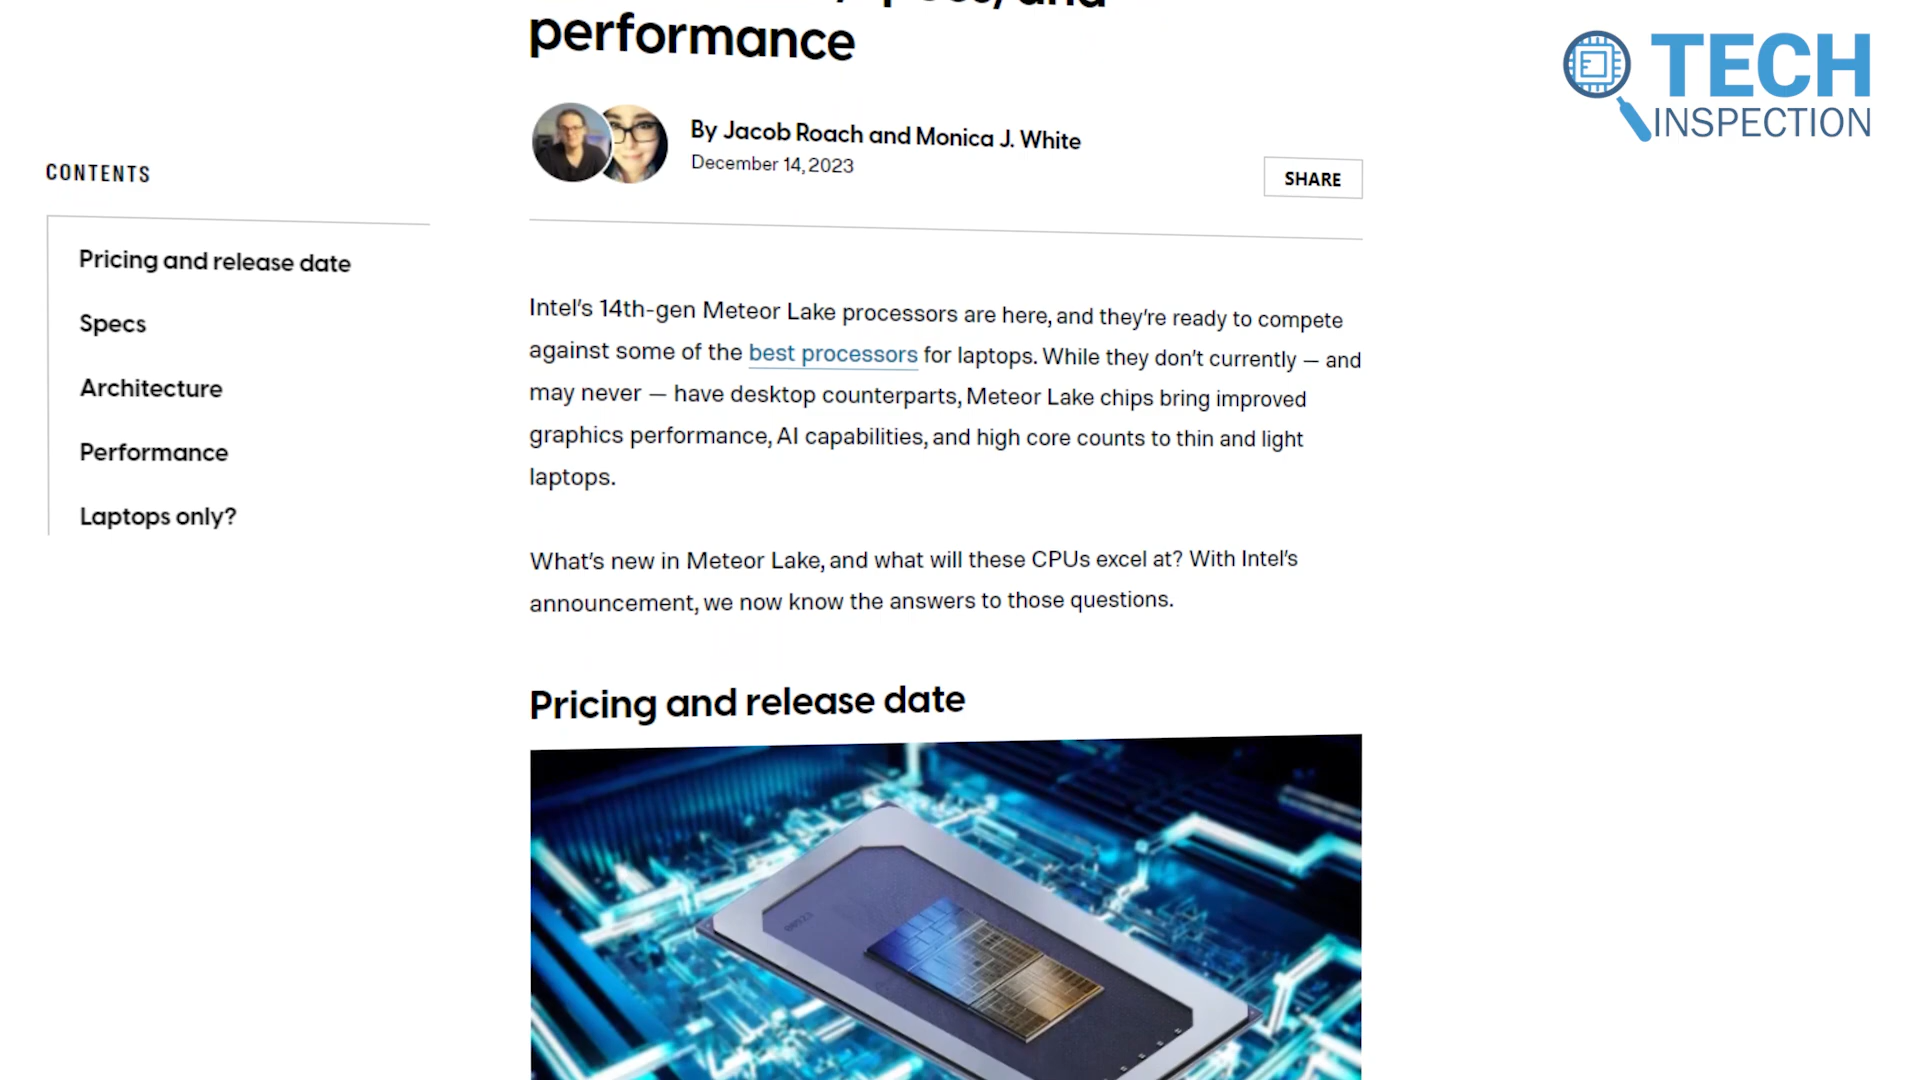 performance
By Jacob Roach and Monica J. White
December 14, 2023
SHARE
TECH
INSPECTION
CONTENTS
Pricing and release date
Specs
Architecture
Performance
Laptops only?
Intel's 14th-gen Meteor Lake processors are here, and they're ready to compete
against some of the best processors for laptops. While they don't currently — and
may never — have desktop counterparts, Meteor Lake chips bring improved
graphics performance, AI capabilities, and high core counts to thin and light
laptops.
What's new in Meteor Lake, and what will these CPUs excel at? With Intel's
announcement, we now know the answers to those questions.
Pricing and release date